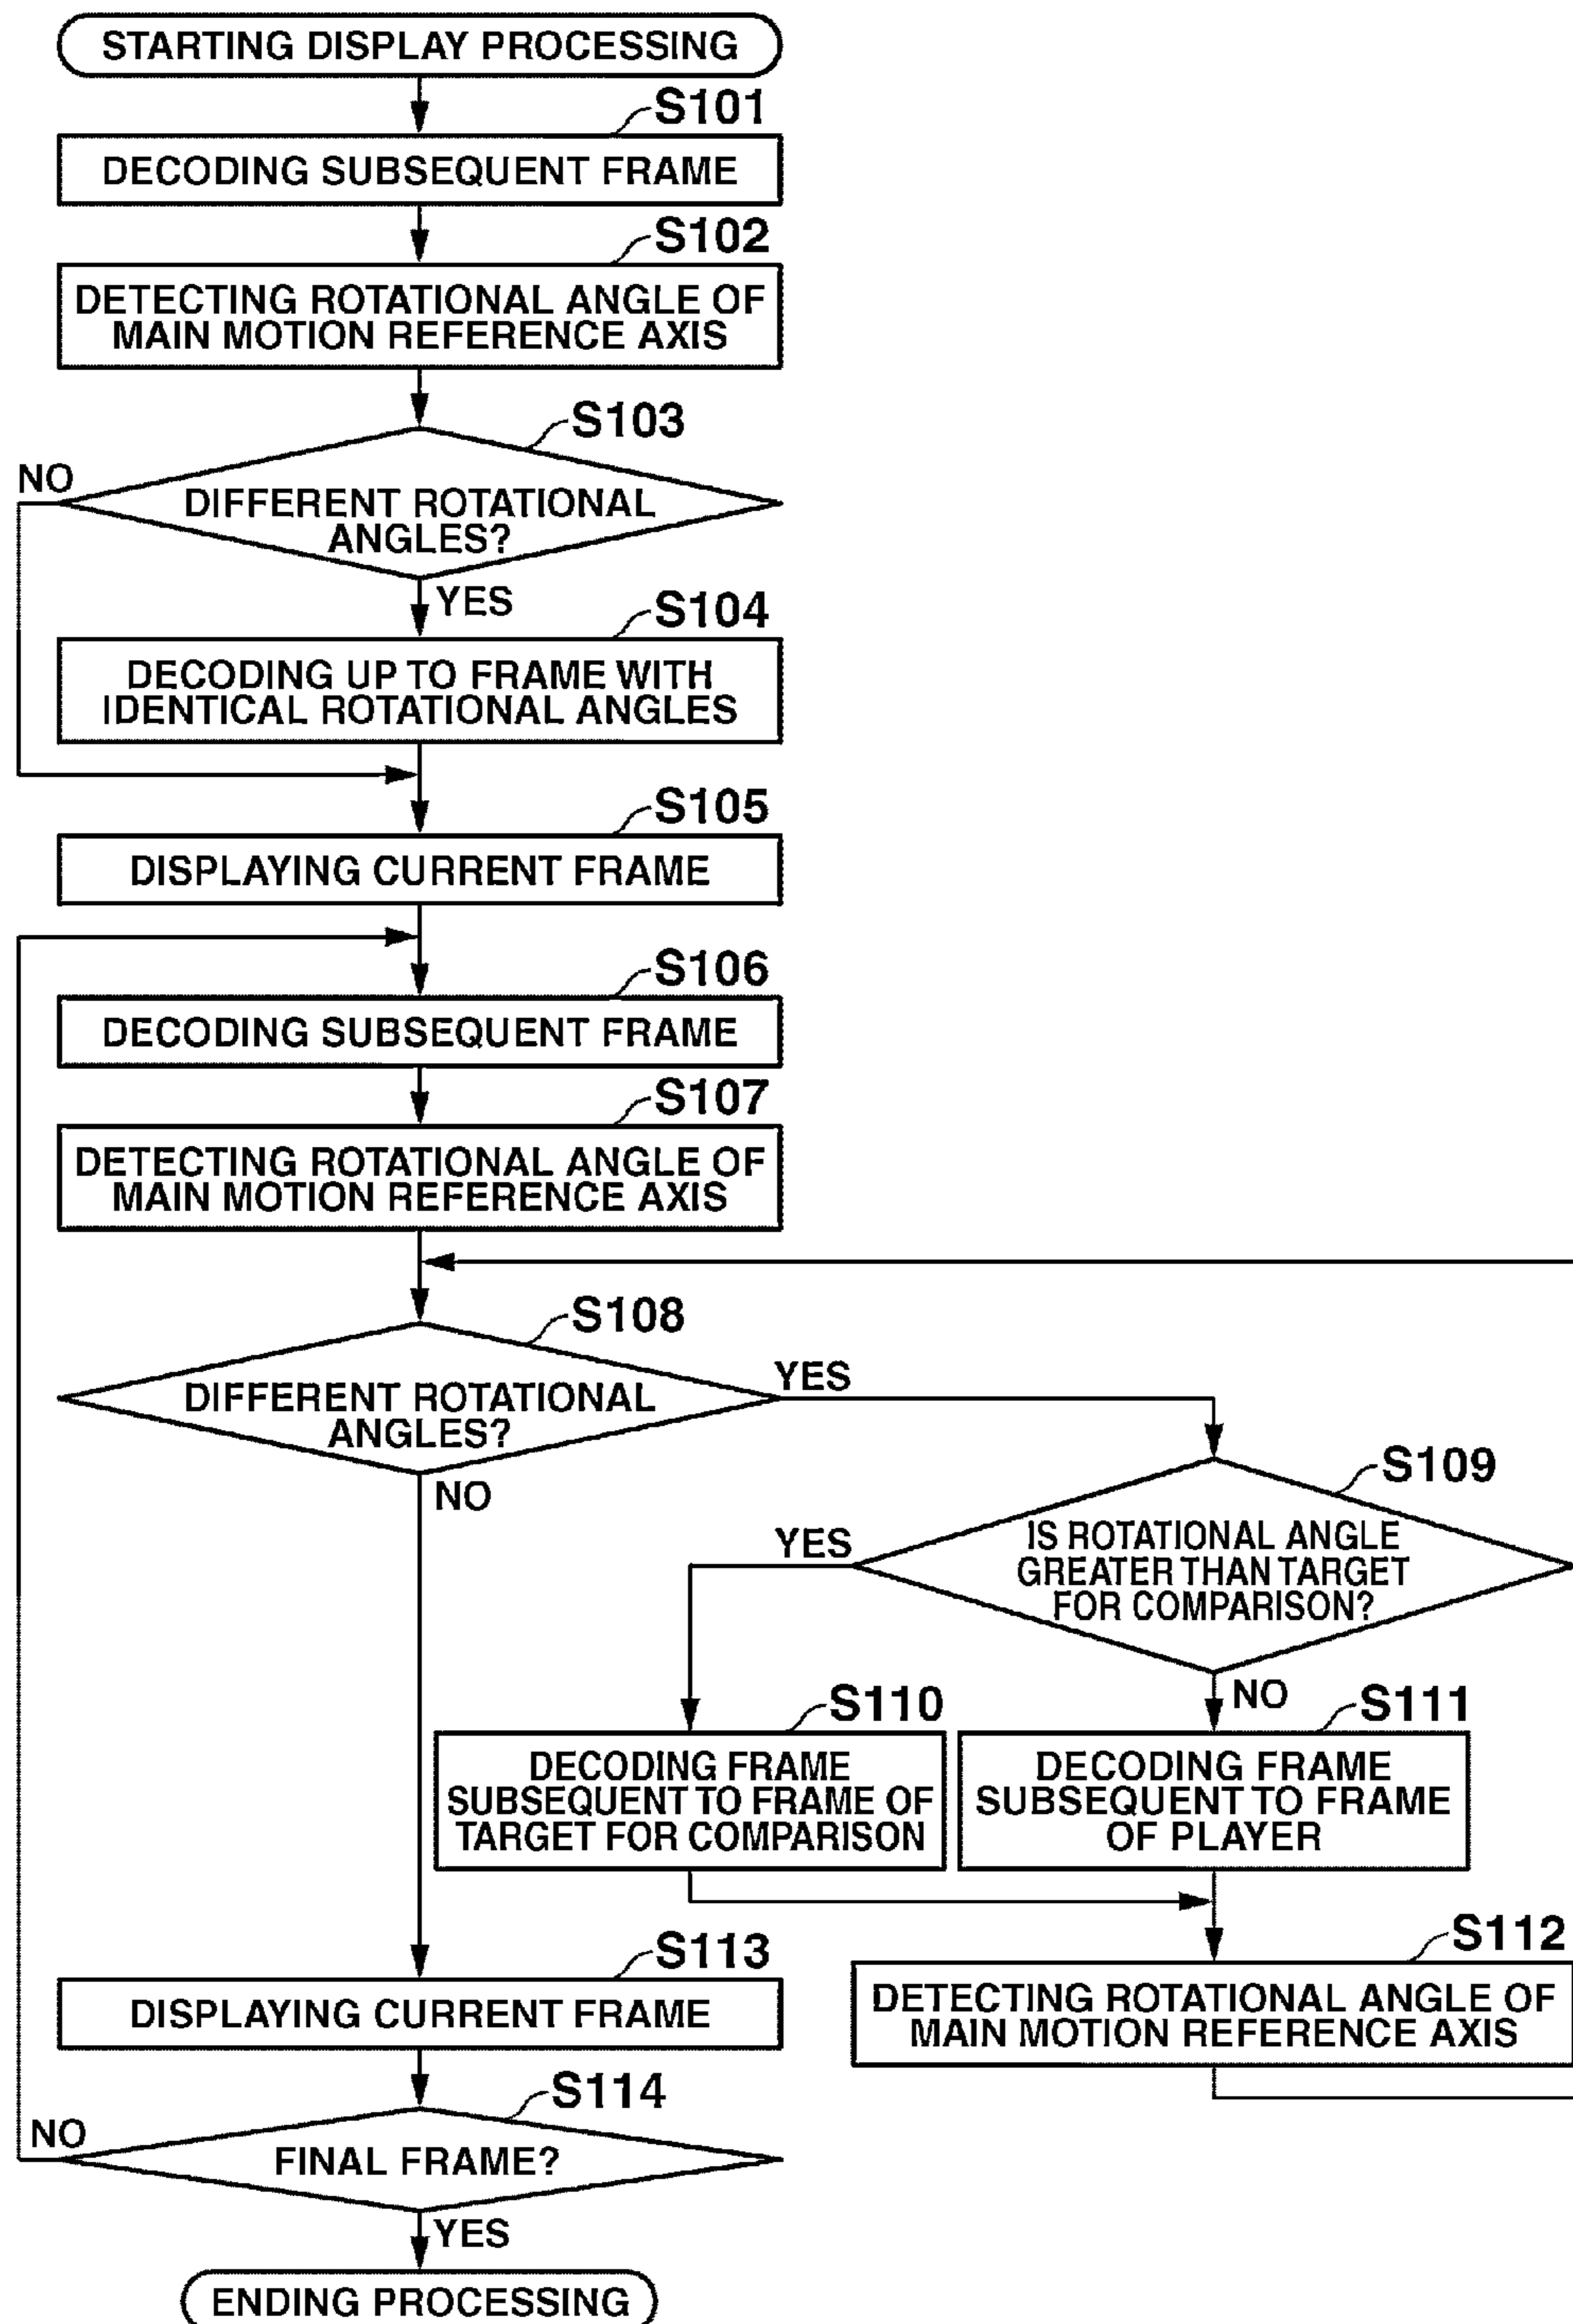 STARTING DISPLAY PROCESSING
S101
DECODING SUBSEQUENT FRAME
S102
DETECTING ROTATIONAL ANGLE OF
MAIN MOTION REFERENCE AXIS
S103
NO
DIFFERENT ROTATIONAL
ANGLES?
YES
S104
DECODING UP TO FRAME WITH
IDENTICAL ROTATIONAL ANGLES
S105
DISPLAYING CURRENT FRAME
S106
DECODING SUBSEQUENT FRAME
S107
DETECTING ROTATIONAL ANGLE OF
MAIN MOTION REFERENCE AXIS
S108
YES
DIFFERENT ROTATIONAL
ANGLES?
NO
S109
YES
IS ROTATIONAL ANGLE
GREATER THAN TARGET
FOR COMPARISON?
NO
S110
DECODING FRAME
SUBSEQUENT TO FRAME OF
TARGET FOR COMPARISON
S111
DECODING FRAME
SUBSEQUENT TO FRAME
OF PLAYER
S112
DETECTING ROTATIONAL ANGLE OF
MAIN MOTION REFERENCE AXIS
S113
DISPLAYING CURRENT FRAME
S114
NO
FINAL FRAME?
YES
ENDING PROCESSING